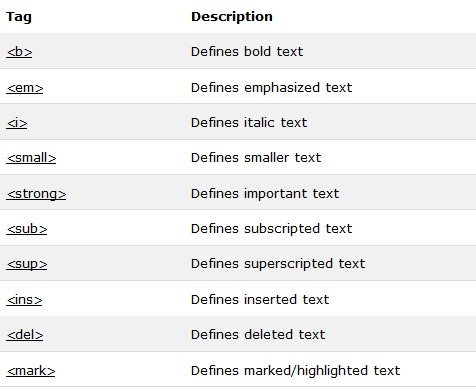 Tag Description
<b> Defines bold text
<em> Defines emphasized text
<i> Defines italic text
<small> Defines smaller text
<strong> Defines important text
<sub> Defines subscripted text
<sup> Defines superscripted text
<ins> Defines inserted text
<del> Defines deleted text
<mark> Defines marked/highlighted text